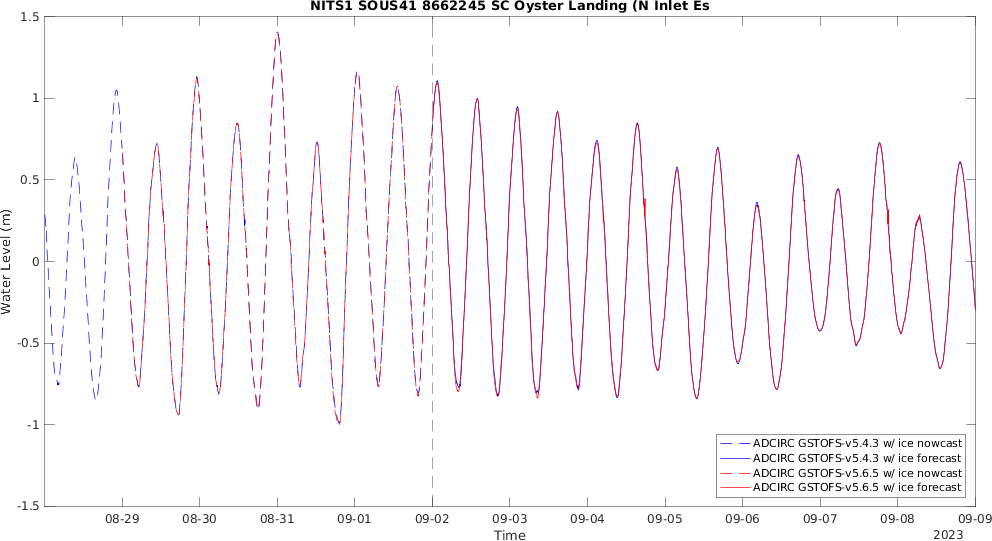 NITS1 SOUS41 8662245 SC Oyster Landing (N Inlet Es
1.5
1
0.5
0
-0.5
-1
-1.5
Water Level (m)
ADCIRC GSTOFS-v5.4.3 w/ ice nowcast
ADCIRC GSTOFS-v5.4.3 w/ ice forecast
ADCIRC GSTOFS-v5.6.5 w/ ice nowcast
ADCIRC GSTOFS-v5.6.5 w/ ice forecast
08-29 08-30 08-31 09-01 09-02 09-03 09-04 09-05 09-06 09-07 09-08 09-09
Time
2023